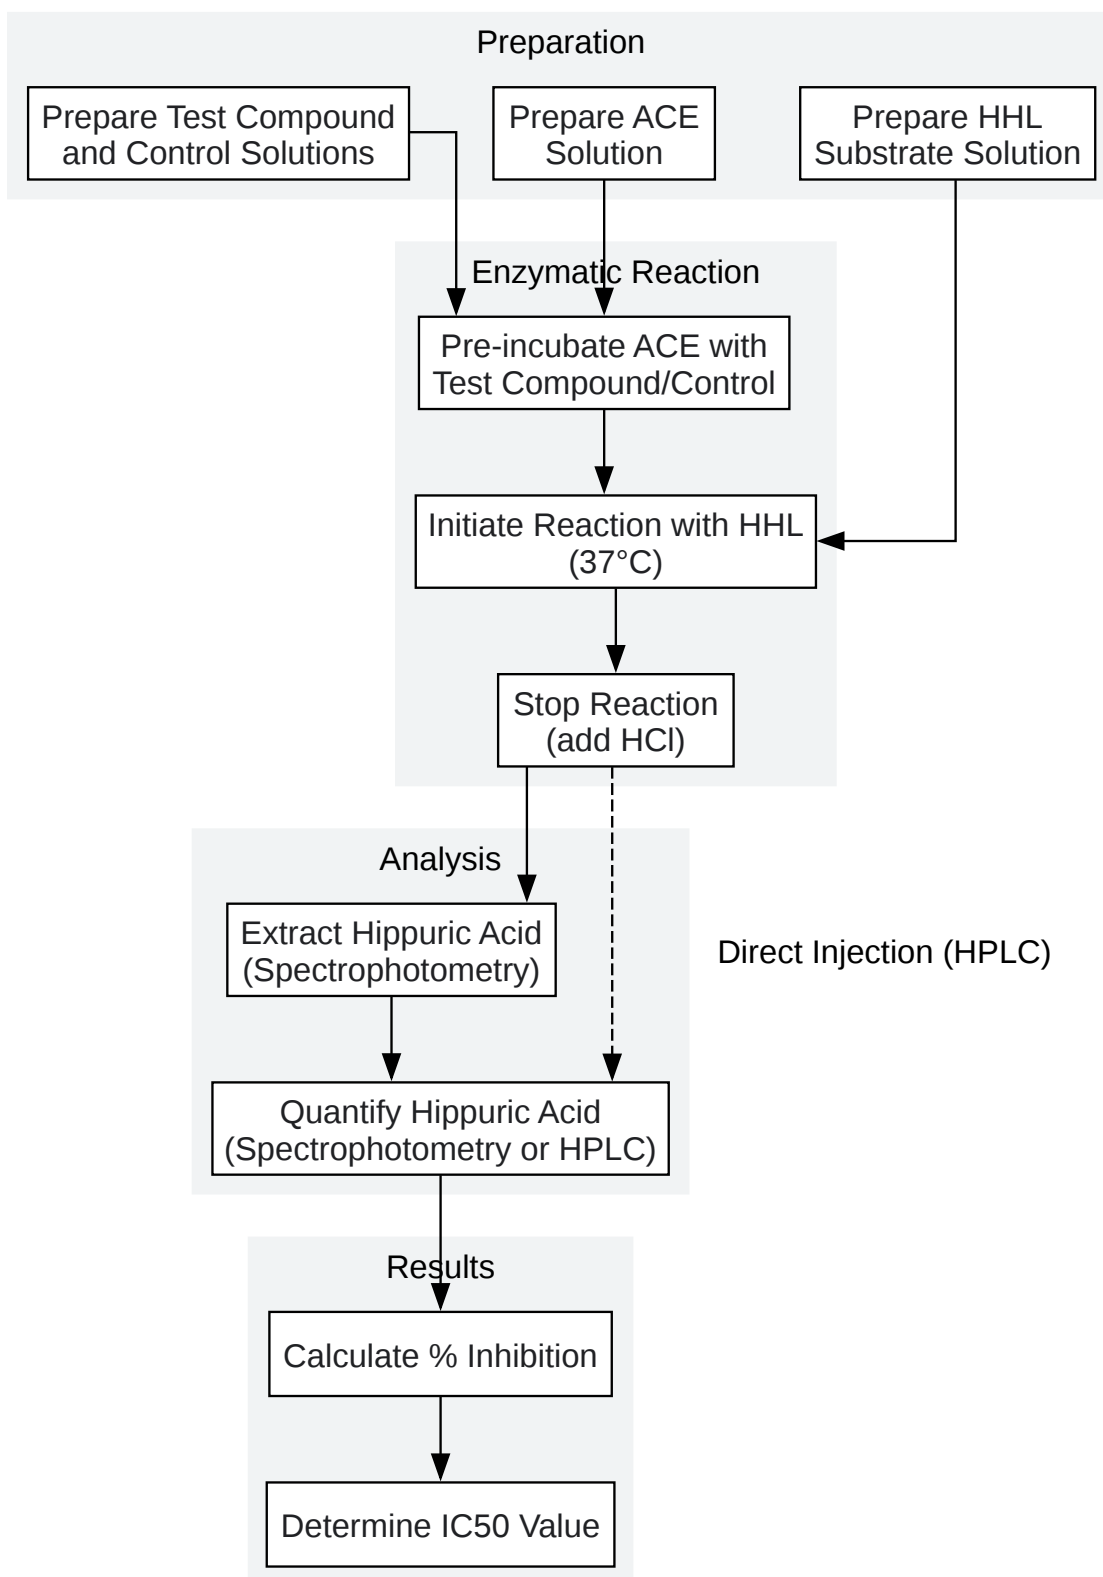 Preparation
Prepare Test Compound
and Control Solutions
Prepare ACE
Solution
Prepare HHL
Substrate Solution
Enzymatic Reaction
Pre-incubate ACE with
Test Compound/Control
Initiate Reaction with HHL
(37°C)
Stop Reaction
(add HCl)
Analysis
Extract Hippuric Acid
(Spectrophotometry)
Direct Injection (HPLC)
Quantify Hippuric Acid
(Spectrophotometry or HPLC)
Results
Calculate % Inhibition
Determine IC50 Value